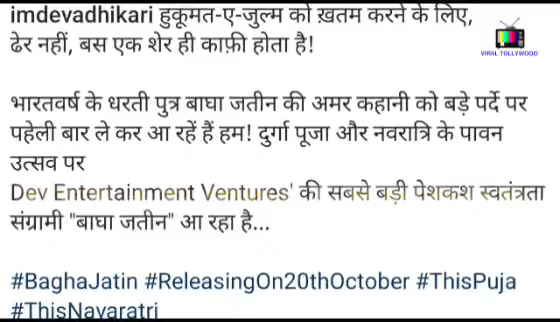 imdevadhikari हुकूमत-ए-ज़ुल्म को ख़तम करने के लिए,
ढेर नहीं, बस एक शेर ही काफ़ी होता है!
VIRAL TOLLYWOOD
भारतवर्ष के धरती पुत्र बाघा जतीन की अमर कहानी को बड़े पर्दे पर
पहेली बार ले कर आ रहें हैं हम! दुर्गा पूजा और नवरात्रि के पावन
उत्सव पर
Dev Entertainment Ventures' की सबसे बड़ी पेशकश स्वतंत्रता
संग्रामी "बाघा जतीन" आ रहा है...
#BaghaJatin #ReleasingOn20thOctober #ThisPuja
#ThisNavaratri